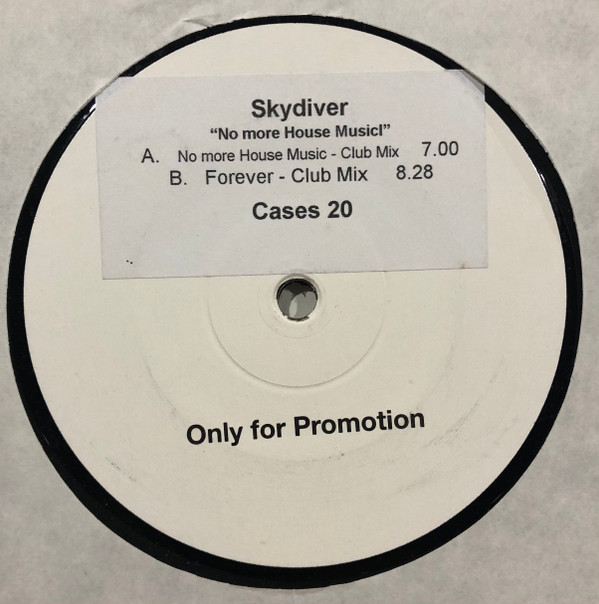 Skydiver
“No more House Musicl”
A. No more House Music - Club Mix 7.00
B. Forever - Club Mix 8.28
Cases 20
Only for Promotion